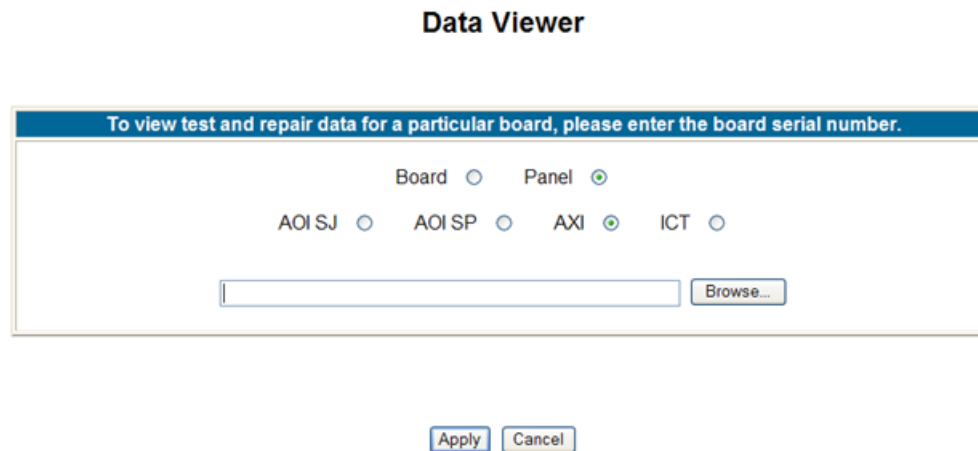 Data Viewer
To view test and repair data for a particular board, please enter the board serial number.
Board Panel
AOI SJ AOI SP AXI ICT
Browse...
Apply Cancel